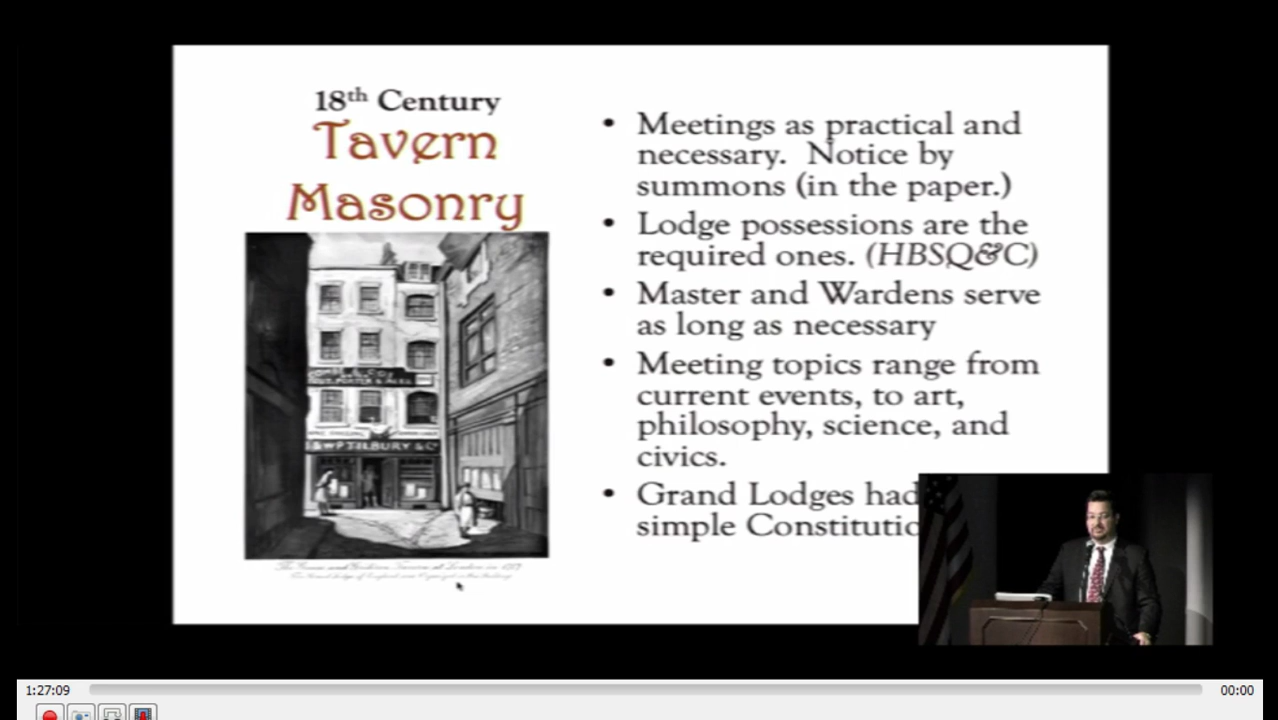 18th Century
Tavern
Masonry
• Meetings as practical and
necessary. Notice by
summons (in the paper.)
• Lodge possessions are the
required ones. (HBSQ&C)
• Master and Wardens serve
as long as necessary
• Meeting topics range from
current events, to art,
philosophy, science, and
civics.
• Grand Lodges had
simple Constitutio
TILBURY & Co
1:27:09
00:00